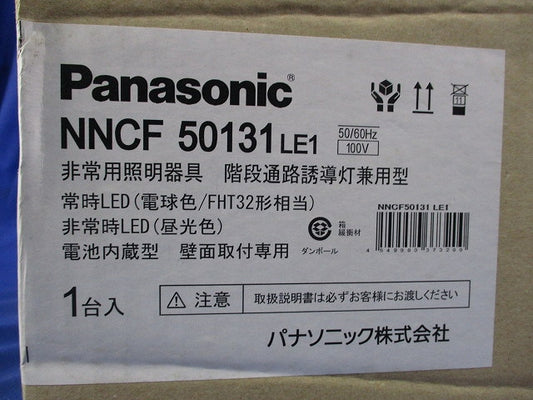 Panasonic®
NNCF 50131 LE1
50/60Hz
100V
非常用照明器具 階段通路誘導灯兼用型
常時LED(電球色/FHT32形相当)
非常時LED(昼光色)
電池内蔵型 壁面取付専用
箱
緩衝材
ダンボール
NNCF50131 LE1
1台入
注意 取扱説明書は必ずお客様にお渡しください
パナソニック株式会社